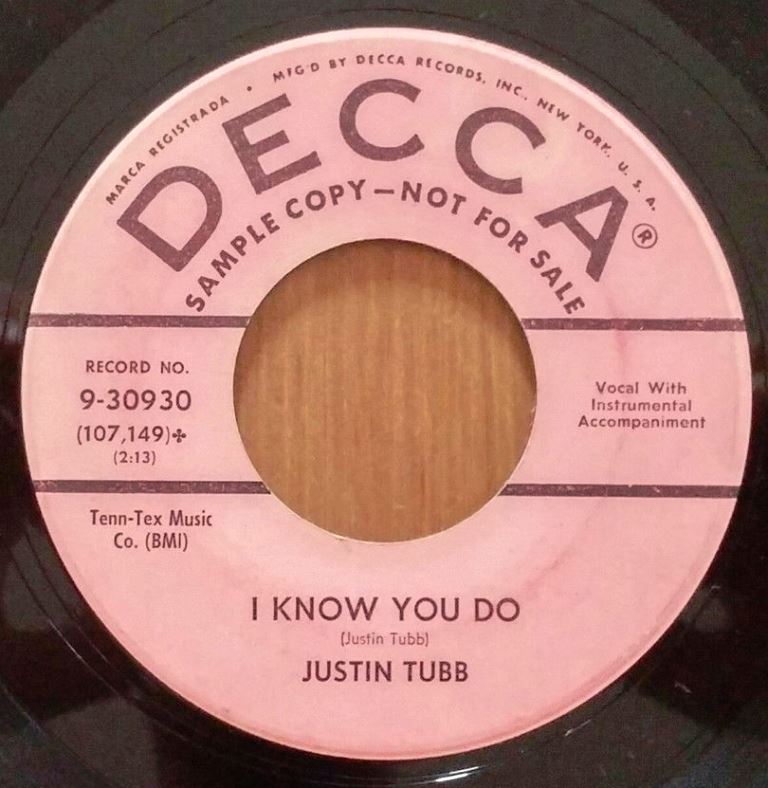 MARCA REGISTRADA • MFG'D BY DECCA RECORDS, INC., NEW YORK, U. S. A.
DECCA®
SAMPLE COPY—NOT FOR SALE
RECORD NO.
9-30930
(107,149)✤
(2:13)
Vocal With
Instrumental
Accompaniment
Tenn-Tex Music
Co. (BMI)
I KNOW YOU DO
(Justin Tubb)
JUSTIN TUBB